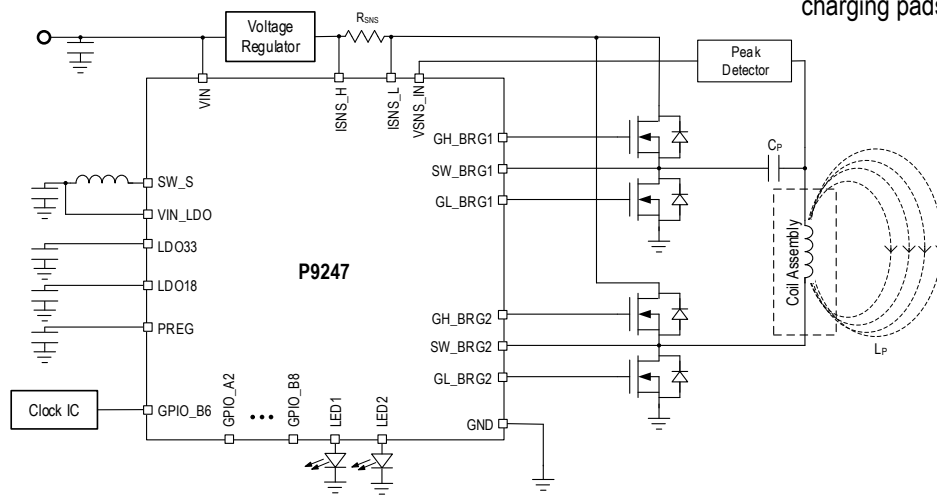 charging pads
Voltage
Regulator
RSNS
Peak
Detector
VIN
ISNS_H
ISNS_L
VSNS_IN
GH_BRG1
SW_BRG1
GL_BRG1
CP
SW_S
VIN_LDO
LDO33
LDO18
PREG
P9247
Coil Assembly
LP
GH_BRG2
SW_BRG2
GL_BRG2
Clock IC
GPIO_B6
GPIO_A2
•••
GPIO_B8
LED1
LED2
GND